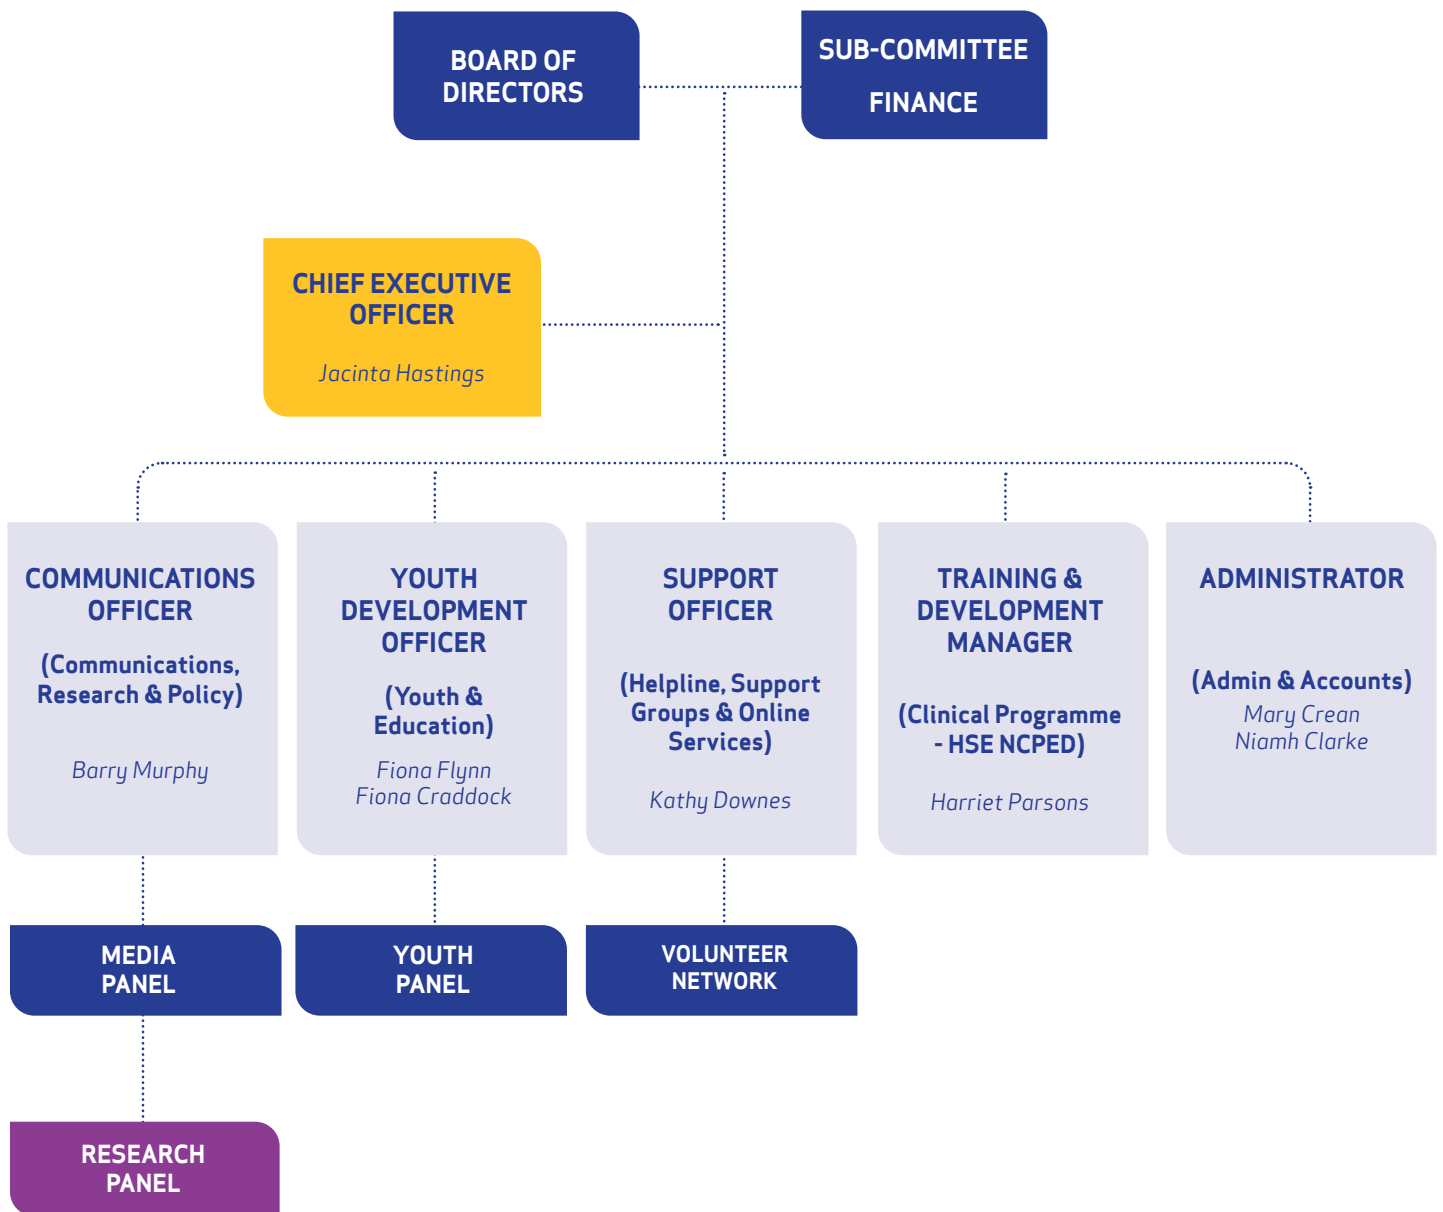 BOARD OF
DIRECTORS
SUB-COMMITTEE
FINANCE
CHIEF EXECUTIVE
OFFICER
Jacinta Hastings
COMMUNICATIONS
OFFICER
(Communications,
Research & Policy)
Barry Murphy
YOUTH
DEVELOPMENT
OFFICER
(Youth &
Education)
Fiona Flynn
Fiona Craddock
SUPPORT
OFFICER
(Helpline, Support
Groups & Online
Services)
Kathy Downes
TRAINING &
DEVELOPMENT
MANAGER
(Clinical Programme
- HSE NCPED)
Harriet Parsons
ADMINISTRATOR
(Admin & Accounts)
Mary Crean
Niamh Clarke
MEDIA
PANEL
YOUTH
PANEL
VOLUNTEER
NETWORK
RESEARCH
PANEL